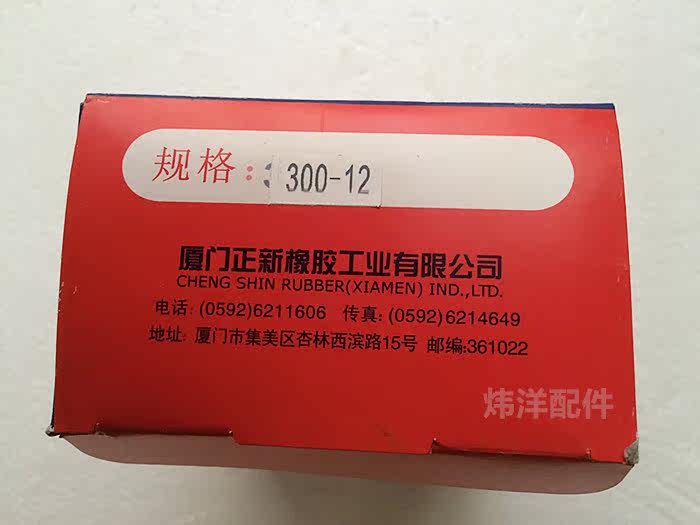 规格: 300-12
厦门正新橡胶工业有限公司
CHENG SHIN RUBBER(XIAMEN) IND.,LTD.
电话: (0592)6211606 传真: (0592)6214649
地址: 厦门市集美区杏林西滨路15号 邮编:361022
炜洋配件